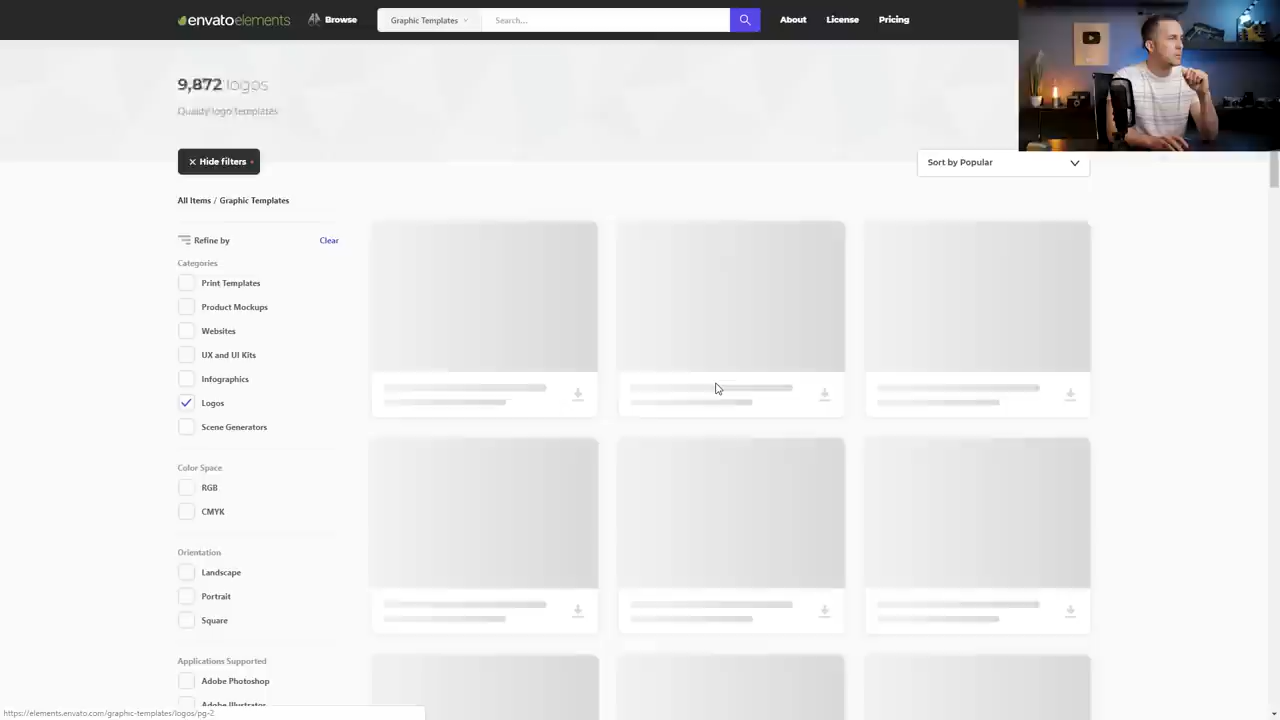 envatoelements
Browse
Graphic Templates
Search...
About
License
Pricing
9,872 logos
Quality logo templates
× Hide filters
Sort by Popular
All Items / Graphic Templates
Refine by
Clear
Categories
Print Templates
Product Mockups
Websites
UX and UI Kits
Infographics
Logos
Scene Generators
Color Space
RGB
CMYK
Orientation
Landscape
Portrait
Square
Applications Supported
Adobe Photoshop
Adobe Illustrator
https://elements.envato.com/graphic-templates/logos/pg-2